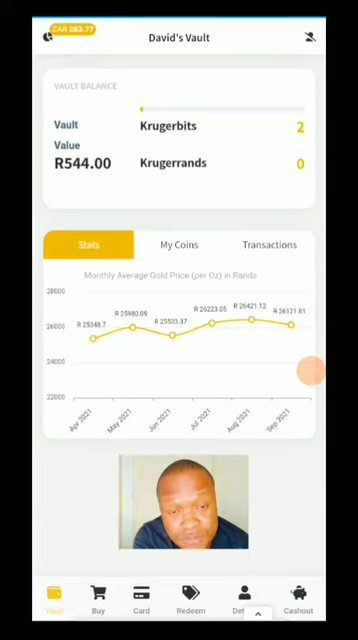 ZAR 283.77
David's Vault
VAULT BALANCE
Vault
Value
R544.00
Krugerbits 2
Krugerrands 0
Stats My Coins Transactions
Monthly Average Gold Price (per Oz) in Rands
28000
26000
24000
22000
R 25348.7
R 25980.09
R 25533.37
R 26223.05
R 26421.12
R 26121.81
Apr 2021
May 2021
Jun 2021
Jul 2021
Aug 2021
Sep 2021
Vault Buy Card Redeem Det Cashout